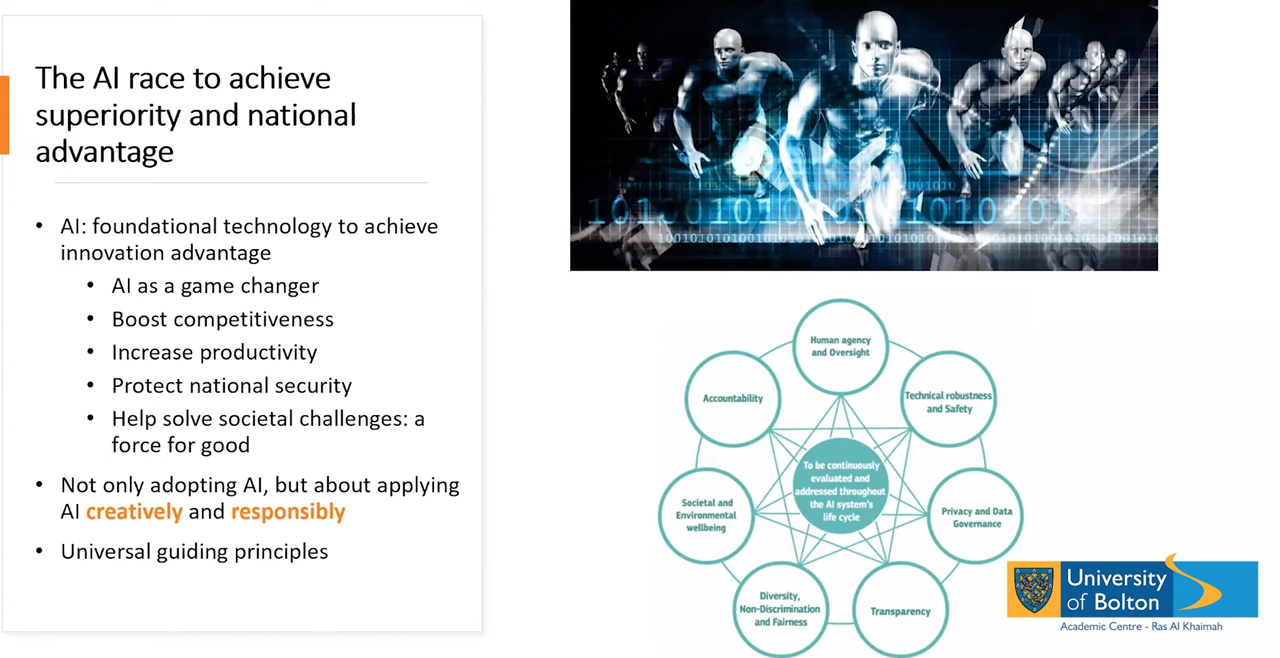 The AI race to achieve
superiority and national
advantage
• AI: foundational technology to achieve
innovation advantage
• AI as a game changer
• Boost competitiveness
• Increase productivity
• Protect national security
• Help solve societal challenges: a
force for good
• Not only adopting AI, but about applying
AI creatively and responsibly
• Universal guiding principles
Human agency
and Oversight
Technical robustness
and Safety
Privacy and Data
Governance
Transparency
Diversity,
Non-Discrimination
and Fairness
Societal and
Environmental
wellbeing
Accountability
To be continuously
evaluated and
addressed throughout
the AI system's
life cycle
University
of Bolton
Academic Centre - Ras Al Khaimah